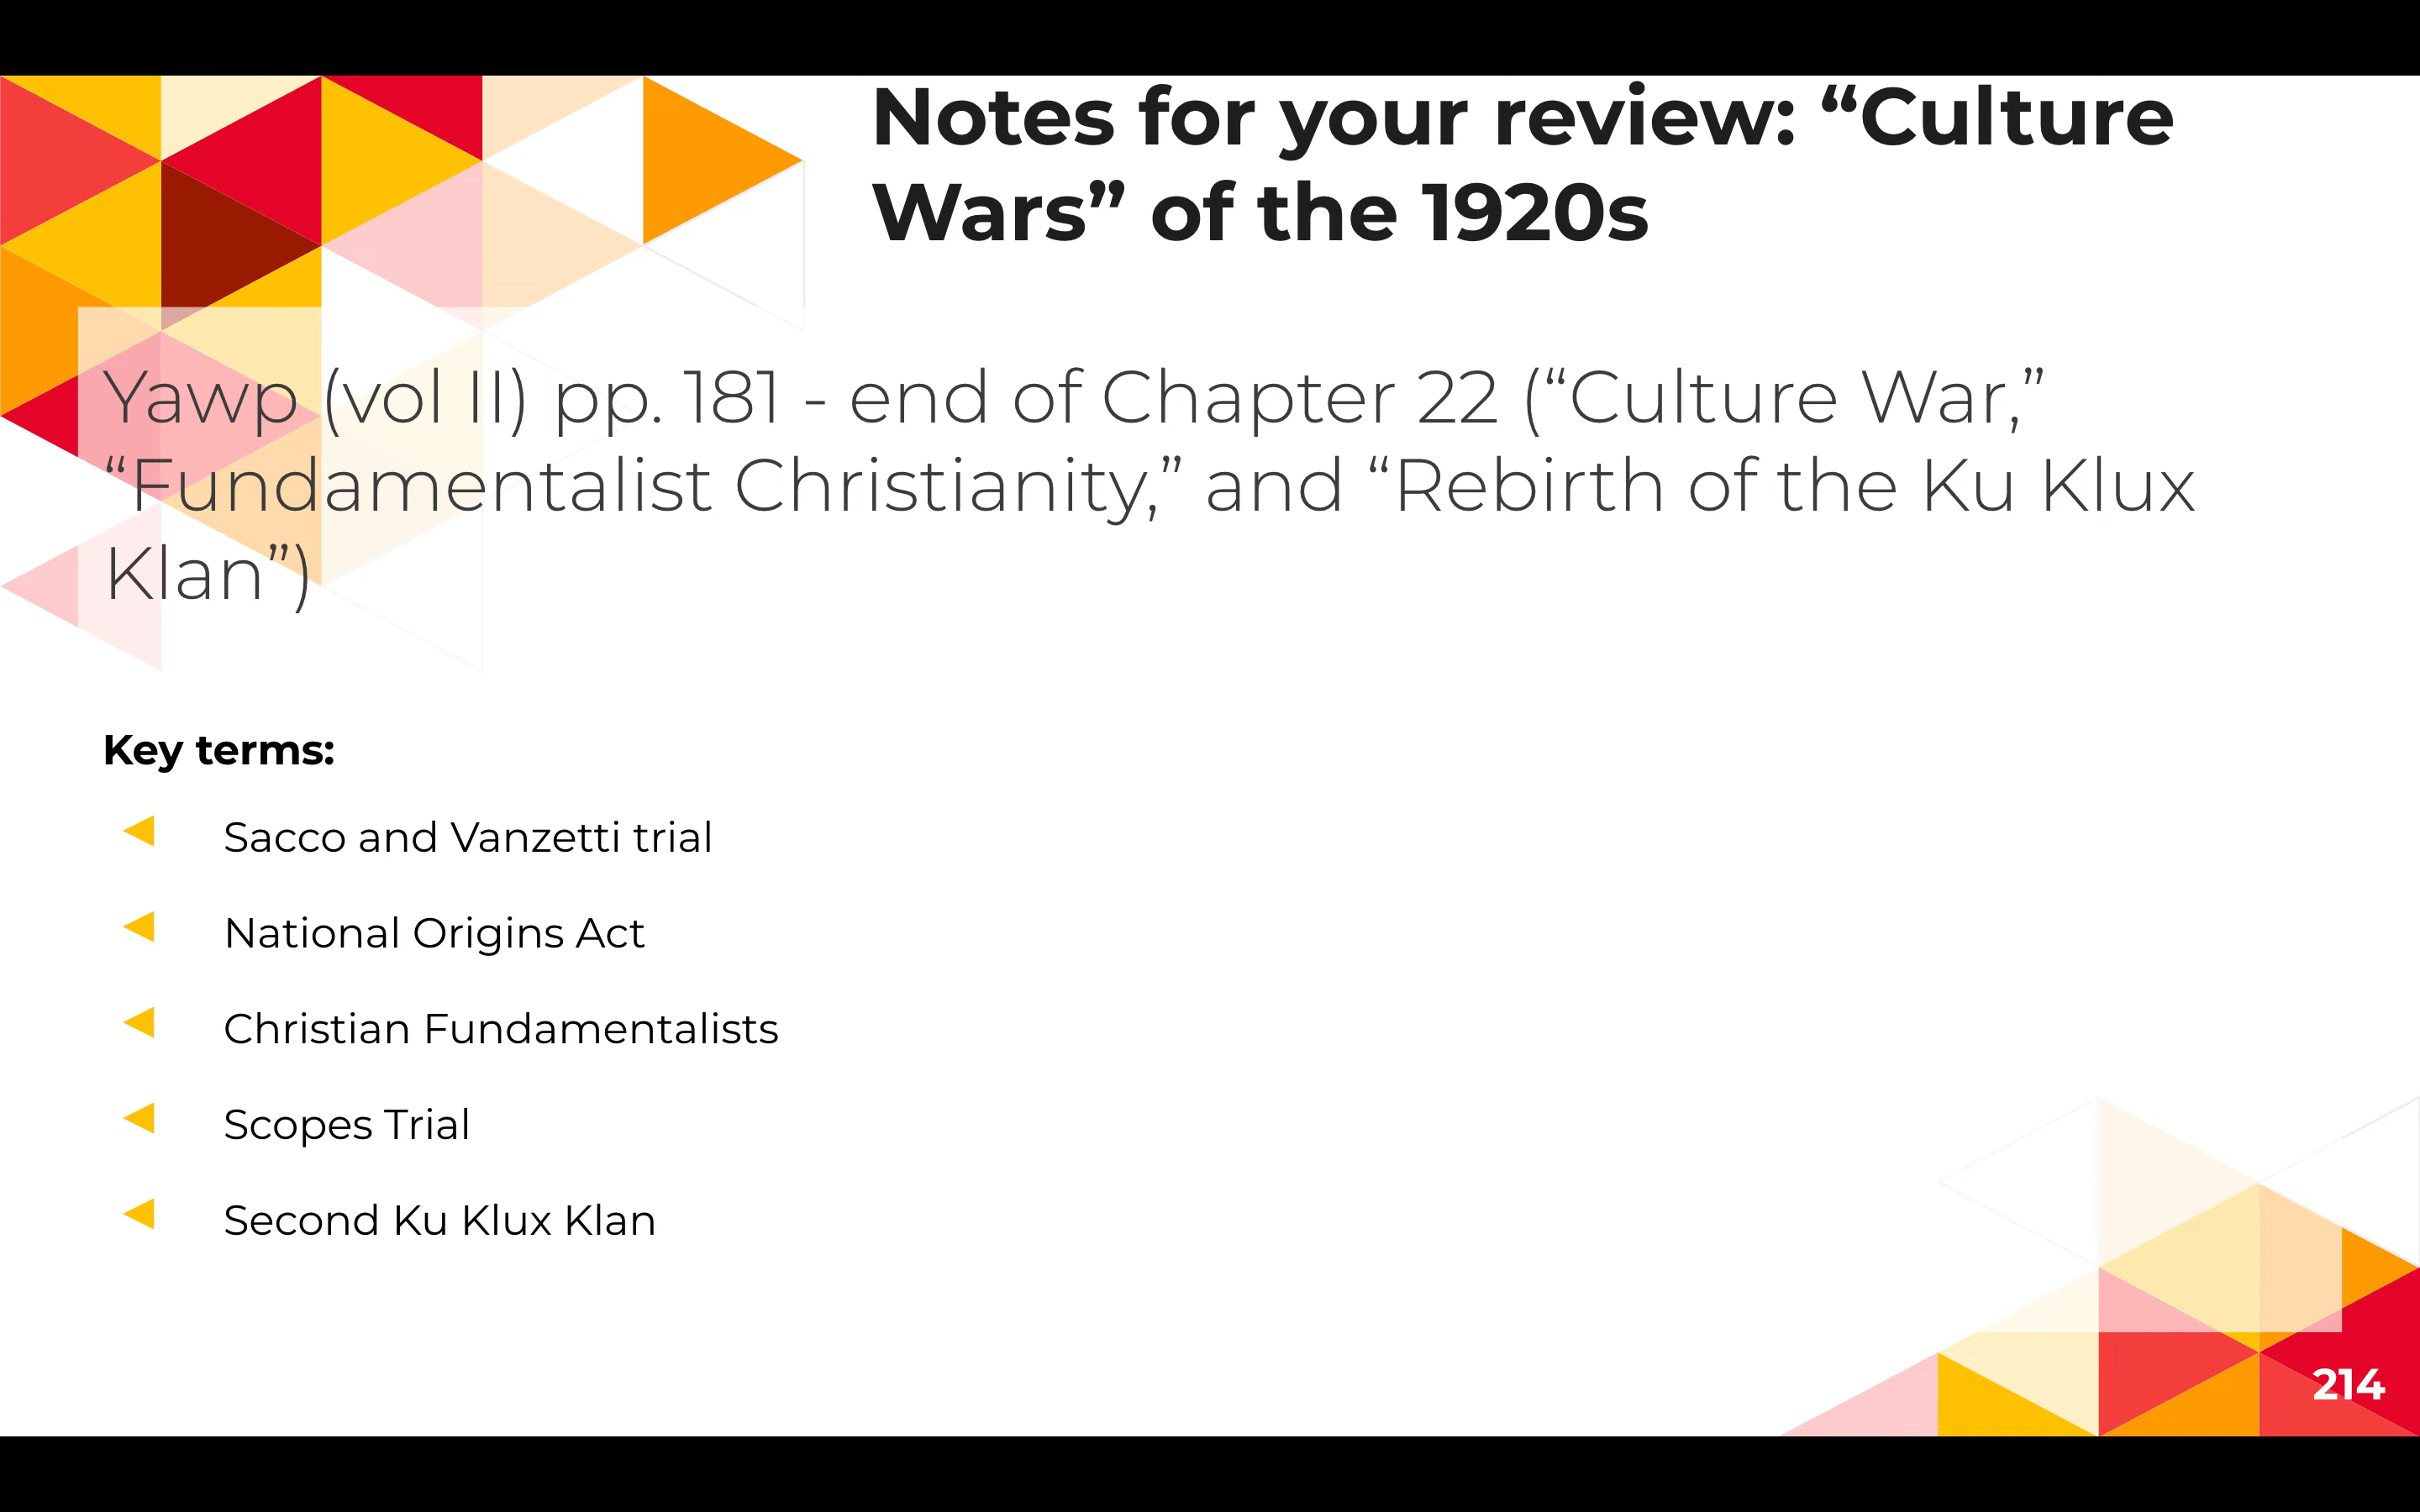 Notes for your review: “Culture
Wars” of the 1920s
Yawp (vol II) pp. 181 - end of Chapter 22 (“Culture War,”
“Fundamentalist Christianity,” and “Rebirth of the Ku Klux
Klan”)
Key terms:
Sacco and Vanzetti trial
National Origins Act
Christian Fundamentalists
Scopes Trial
Second Ku Klux Klan
214